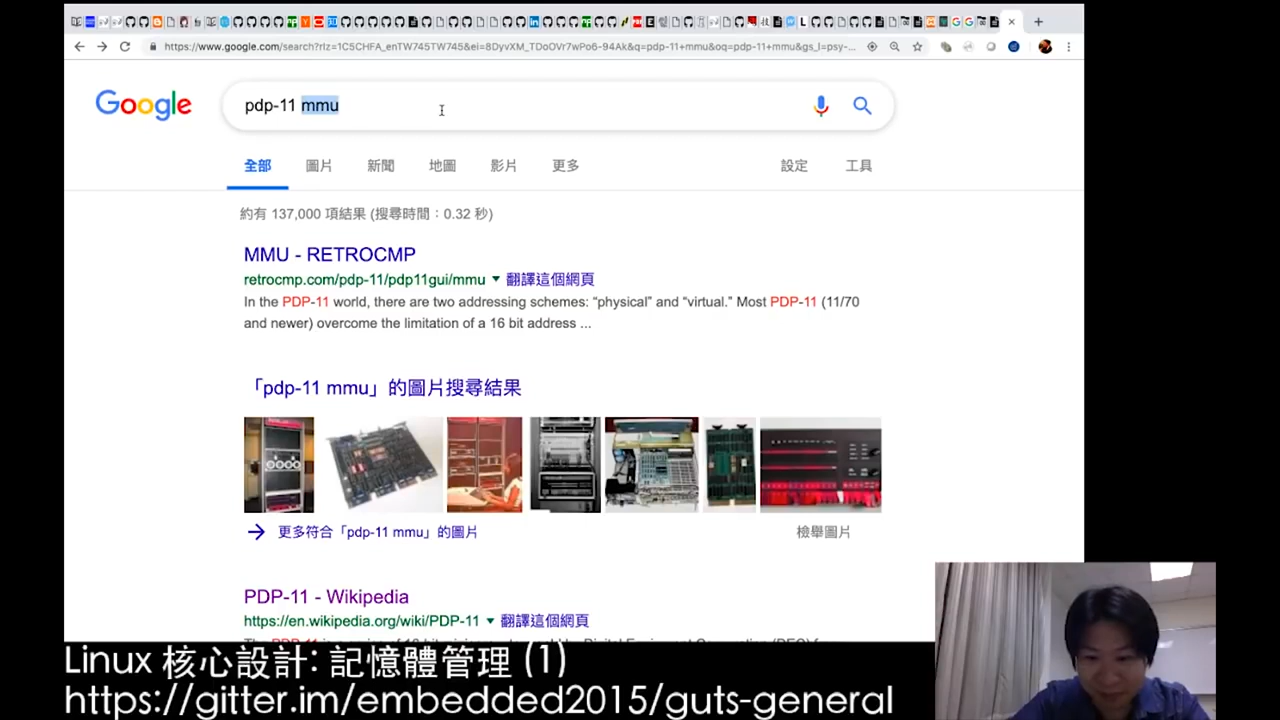 https://www.google.com/search?rlz=1C5CHFA_enTW745TW745&ei=8DyvXM_TDoOVr7wPo6-94Ak&q=pdp-11+mmu&oq=pdp-11+mmu&gs_l=psy-...
Google
pdp-11 mmu
全部 圖片 新聞 地圖 影片 更多 設定 工具
約有 137,000 項結果 (搜尋時間：0.32 秒)
MMU - RETROCMP
retrocmp.com/pdp-11/pdp11gui/mmu ▼ 翻譯這個網頁
In the PDP-11 world, there are two addressing schemes: “physical” and “virtual.” Most PDP-11 (11/70
and newer) overcome the limitation of a 16 bit address ...
「pdp-11 mmu」的圖片搜尋結果
更多符合「pdp-11 mmu」的圖片 檢舉圖片
PDP-11 - Wikipedia
https://en.wikipedia.org/wiki/PDP-11 ▼ 翻譯這個網頁
Linux 核心設計: 記憶體管理 (1)
https://gitter.im/embedded2015/guts-general